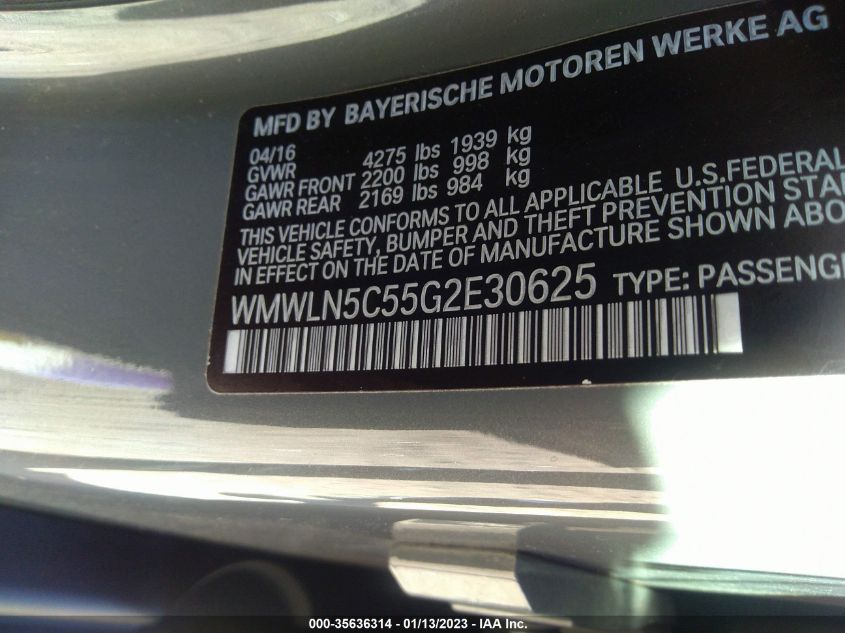 MFD BY BAYERISCHE MOTOREN WERKE AG
04/16
GVWR 4275 lbs 1939 kg
GAWR FRONT 2200 lbs 998 kg
GAWR REAR 2169 lbs 984 kg
THIS VEHICLE CONFORMS TO ALL APPLICABLE U.S.FEDERAL
VEHICLE SAFETY, BUMPER AND THEFT PREVENTION STA
IN EFFECT ON THE DATE OF MANUFACTURE SHOWN ABO
WMWLN5C55G2E30625 TYPE: PASSENGE
000-35636314 - 01/13/2023 - IAA Inc.